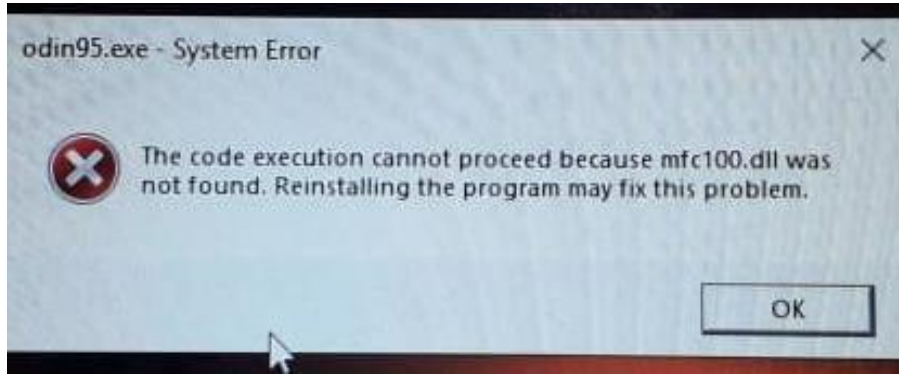 odin95.exe - System Error
The code execution cannot proceed because mfc100.dll was
not found. Reinstalling the program may fix this problem.
OK